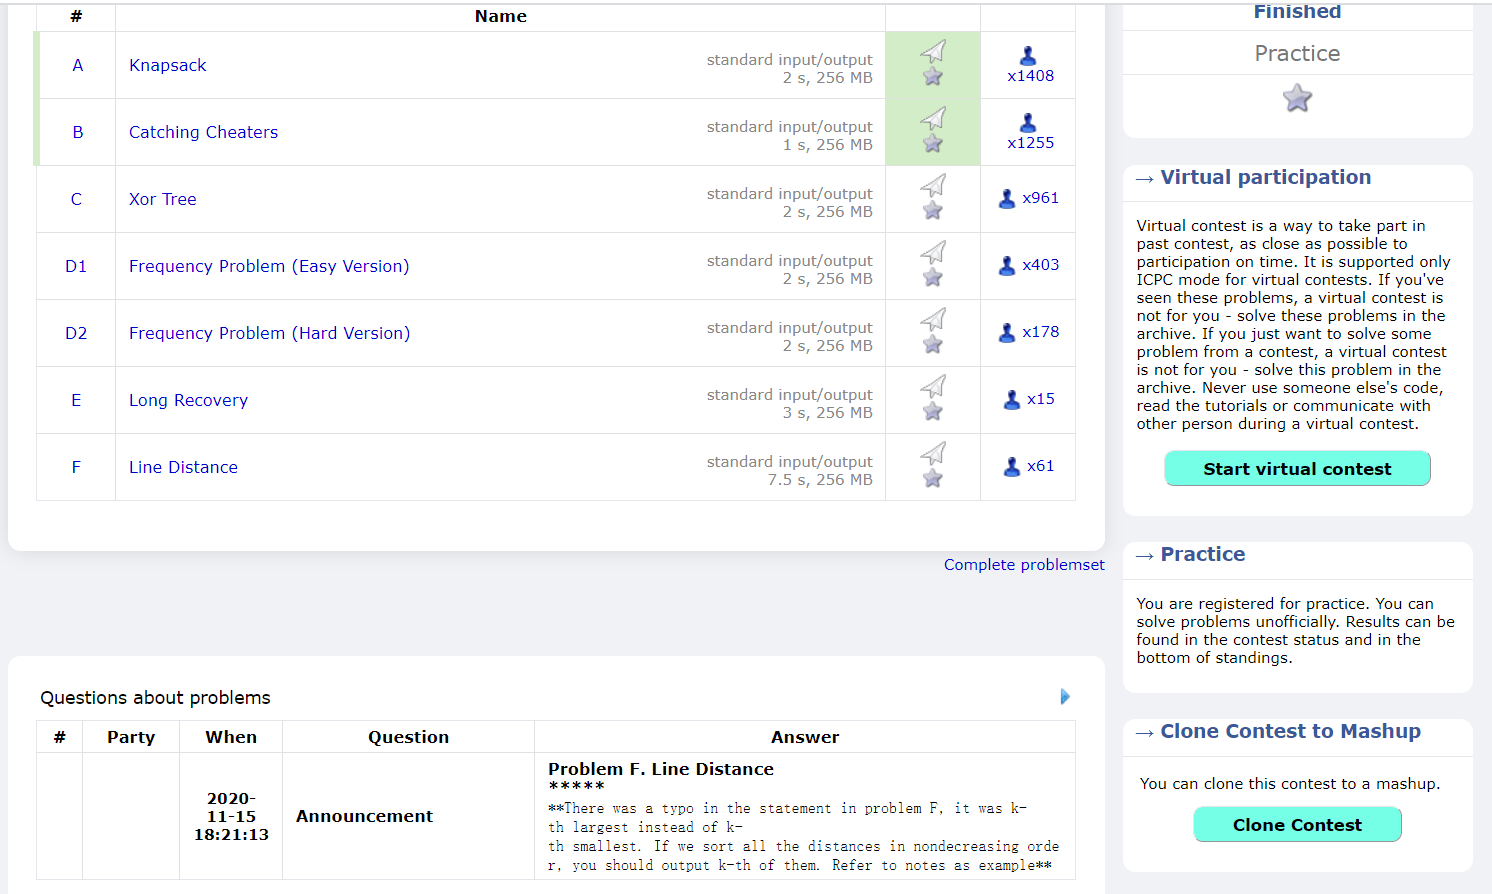 # Name
A Knapsack standard input/output
2 s, 256 MB
x1408
B Catching Cheaters standard input/output
1 s, 256 MB
x1255
C Xor Tree standard input/output
2 s, 256 MB
x961
D1 Frequency Problem (Easy Version) standard input/output
2 s, 256 MB
x403
D2 Frequency Problem (Hard Version) standard input/output
2 s, 256 MB
x178
E Long Recovery standard input/output
3 s, 256 MB
x15
F Line Distance standard input/output
7.5 s, 256 MB
x61
Complete problemset
Questions about problems
# Party When Question Answer
2020-
11-15
18:21:13
Announcement
Problem F. Line Distance
*****
**There was a typo in the statement in problem F, it was k-
th largest instead of k-
th smallest. If we sort all the distances in nondecreasing orde
r, you should output k-th of them. Refer to notes as example**
Finished
Practice
→ Virtual participation
Virtual contest is a way to take part in
past contest, as close as possible to
participation on time. It is supported only
ICPC mode for virtual contests. If you've
seen these problems, a virtual contest is
not for you - solve these problems in the
archive. If you just want to solve some
problem from a contest, a virtual contest
is not for you - solve this problem in the
archive. Never use someone else's code,
read the tutorials or communicate with
other person during a virtual contest.
Start virtual contest
→ Practice
You are registered for practice. You can
solve problems unofficially. Results can be
found in the contest status and in the
bottom of standings.
→ Clone Contest to Mashup
You can clone this contest to a mashup.
Clone Contest